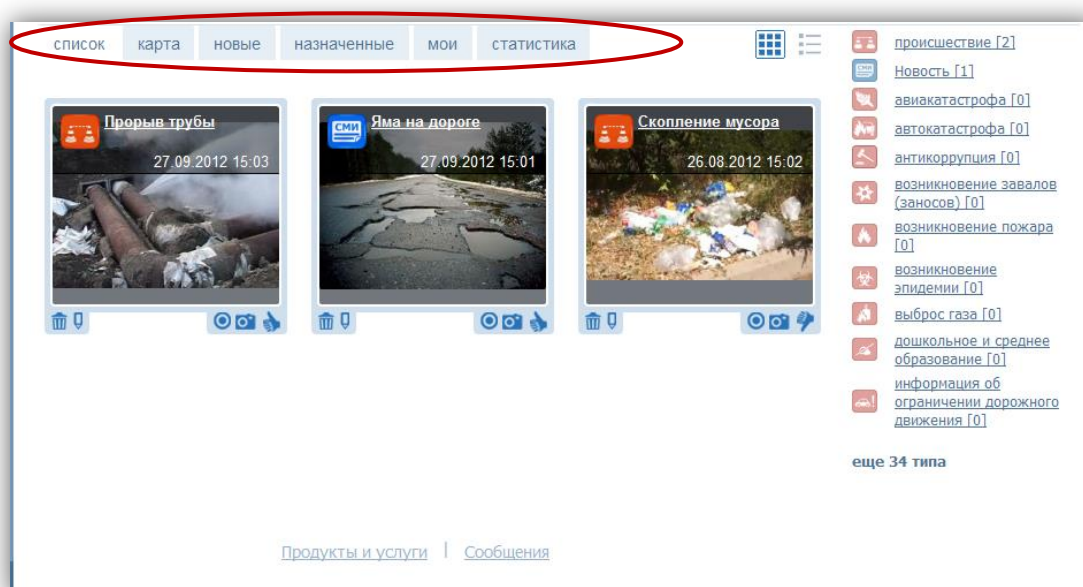 список карта новые назначенные мои статистика
Прорыв трубы
27.09.2012 15:03
СМИ
Яма на дороге
27.09.2012 15:01
Скопление мусора
26.08.2012 15:02
происшествие [2]
СМИ
Новость [1]
авиакатастрофа [0]
автокатастрофа [0]
антикоррупция [0]
возникновение завалов
(заносов) [0]
возникновение пожара
[0]
возникновение
эпидемии [0]
выброс газа [0]
дошкольное и среднее
образование [0]
информация об
ограничении дорожного
движения [0]
еще 34 типа
Продукты и услуги | Сообщения